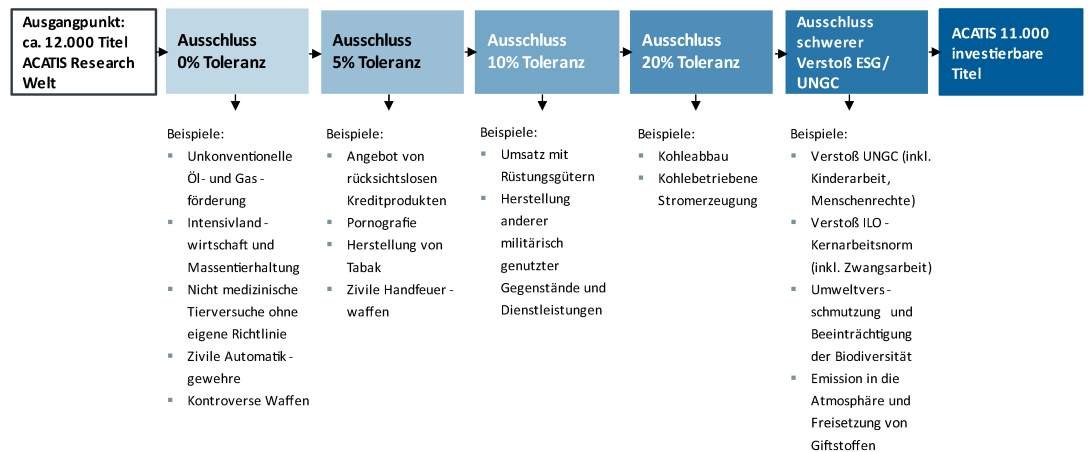 Ausgangpunkt:
ca. 12.000 Titel
ACATIS Research
Welt
Ausschluss
0% Toleranz
Ausschluss
5% Toleranz
Ausschluss
10% Toleranz
Ausschluss
20% Toleranz
Ausschluss
schwerer
Verstoß ESG/
UNGC
ACATIS 11.000
investierbare
Titel
Beispiele:
Unkonventionelle
Öl- und Gas -
förderung
Intensivland -
wirtschaft und
Massentierhaltung
Nicht medizinische
Tierversuche ohne
eigene Richtlinie
Zivile Automatik -
gewehre
Kontroverse Waffen
Beispiele:
Angebot von
rücksichtslosen
Kreditprodukten
Pornografie
Herstellung von
Tabak
Zivile Handfeuer -
waffen
Beispiele:
Umsatz mit
Rüstungsgütern
Herstellung
anderer
militärisch
genutzter
Gegenstände und
Dienstleistungen
Beispiele:
Kohleabbau
Kohlebetriebene
Stromerzeugung
Beispiele:
Verstoß UNGC (inkl.
Kinderarbeit,
Menschenrechte)
Verstoß ILO -
Kernarbeitsnorm
(inkl. Zwangsarbeit)
Umweltvers -
schmutzung und
Beeinträchtigung
der Biodiversität
Emission in die
Atmosphäre und
Freisetzung von
Giftstoffen